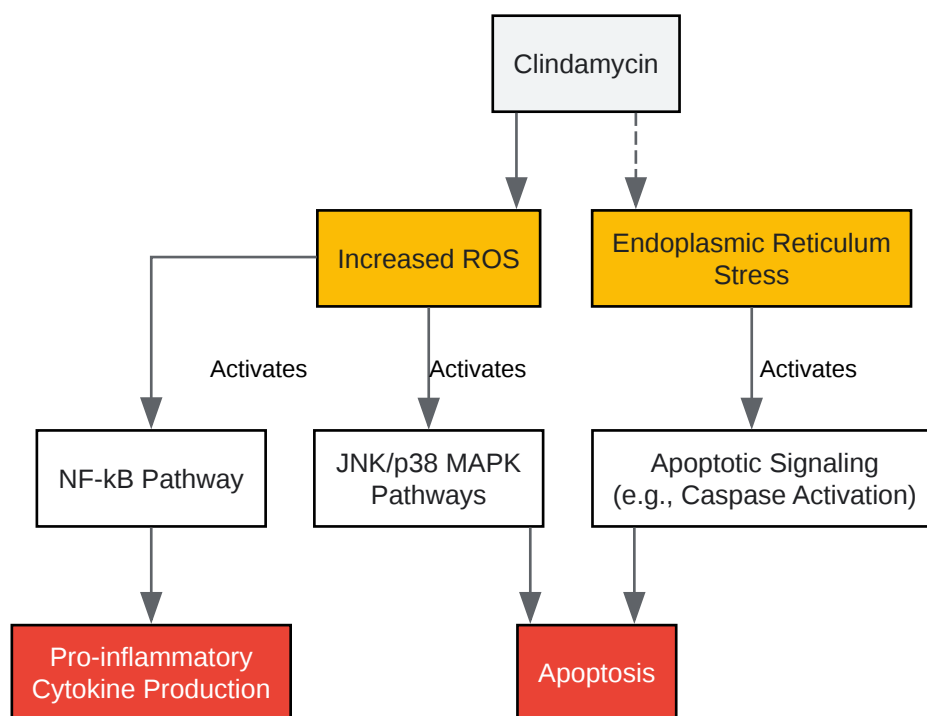 Clindamycin
Increased ROS
Endoplasmic Reticulum
Stress
Activates
Activates
Activates
NF-kB Pathway
JNK/p38 MAPK
Pathways
Apoptotic Signaling
(e.g., Caspase Activation)
Pro-inflammatory
Cytokine Production
Apoptosis